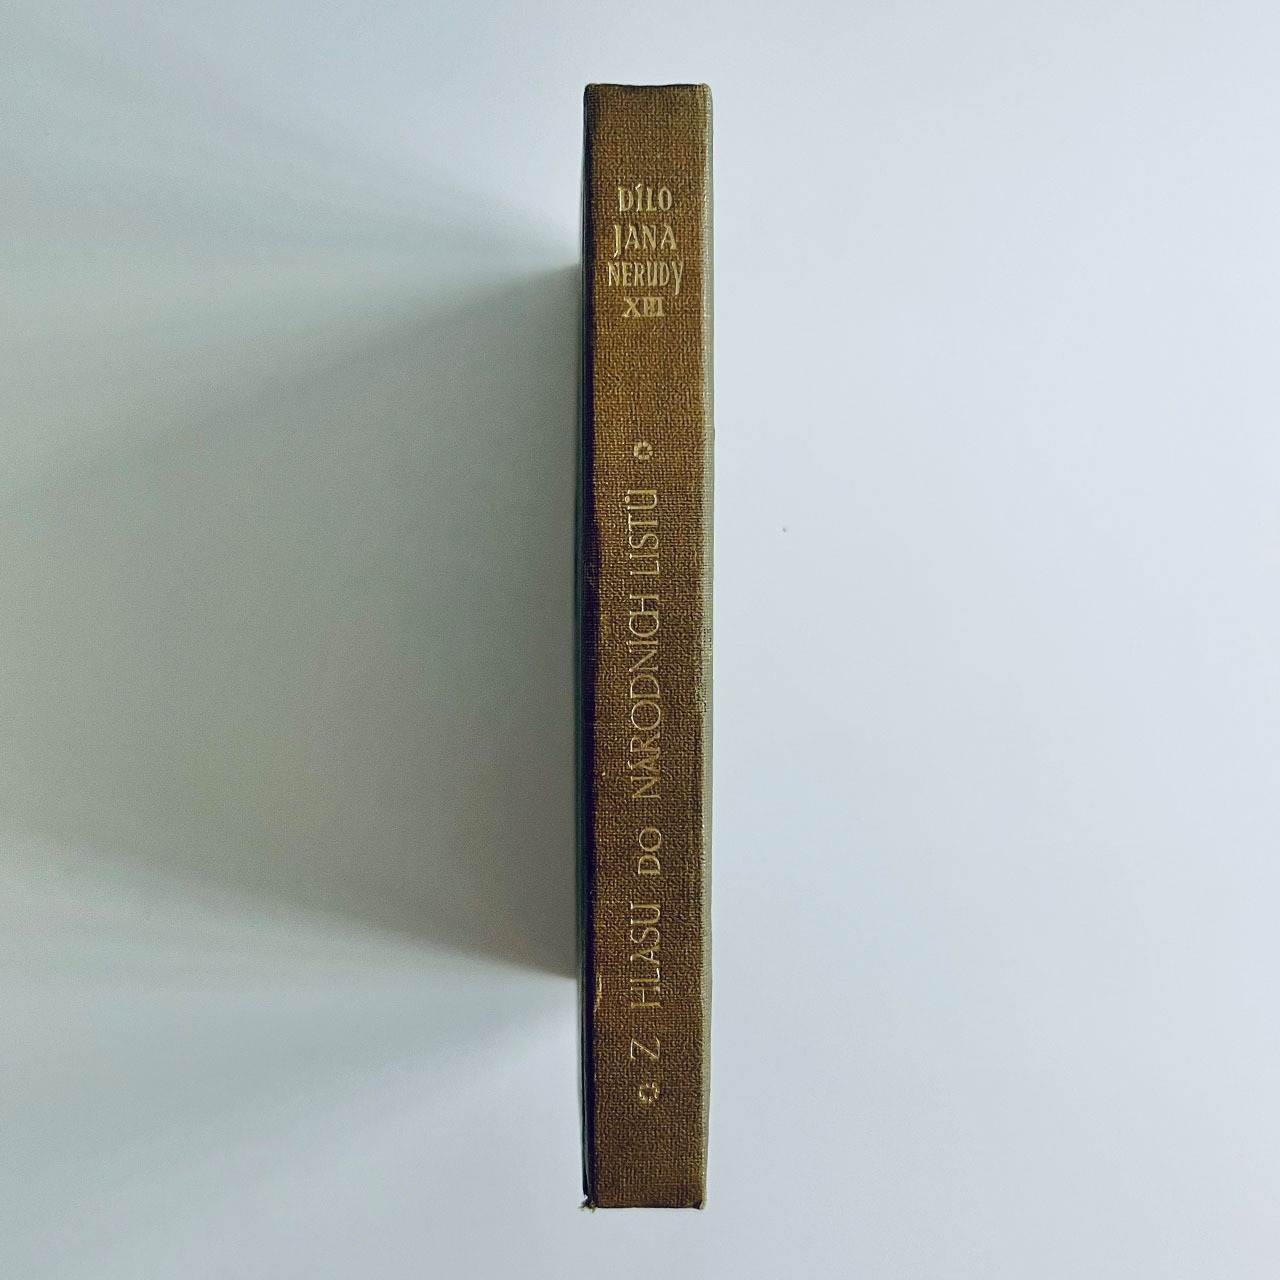 DÍLO
JANA
NERUDY
XIII
Z HLASU DO NÁRODNÍCH LISTŮ